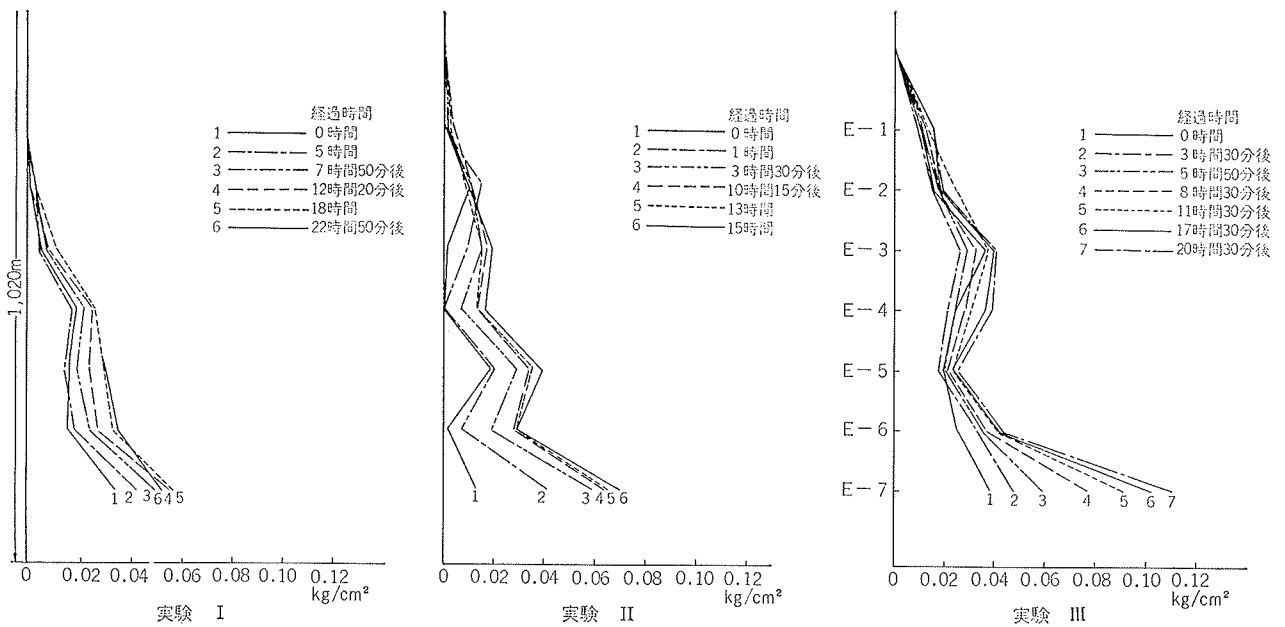 1,020m
経過時間
1 0時間
2 5時間
3 7時間50分後
4 12時間20分後
5 18時間
6 22時間50分後
1 2 3 6 4 5
0 0.02 0.04 0.06 0.08 0.10 0.12
kg/cm²
実験 I
経過時間
1 0時間
2 1時間
3 3時間30分後
4 10時間15分後
5 13時間
6 15時間
1 2 3 4 5 6
0 0.02 0.04 0.06 0.08 0.10 0.12
kg/cm²
実験 II
E-1
E-2
E-3
E-4
E-5
E-6
E-7
経過時間
1 0時間
2 3時間30分後
3 5時間50分後
4 8時間30分後
5 11時間30分後
6 17時間30分後
7 20時間30分後
1 2 3 4 5 6 7
0 0.02 0.04 0.06 0.08 0.10 0.12
kg/cm²
実験 III